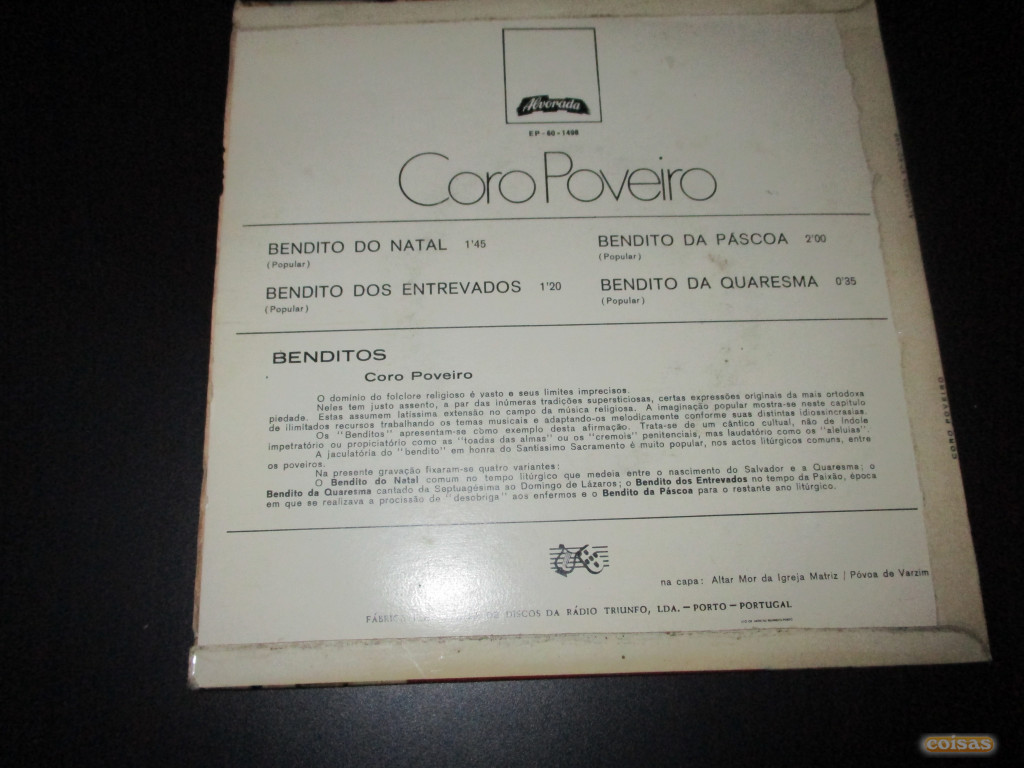 Alvorada
EP - 60 - 1498
Coro Poveiro
BENDITO DO NATAL 1'45
(Popular)
BENDITO DOS ENTREVADOS 1'20
(Popular)
BENDITO DA PÁSCOA 2'00
(Popular)
BENDITO DA QUARESMA 0'35
(Popular)
BENDITOS
Coro Poveiro
O domínio do folclore religioso é vasto e seus limites imprecisos.
Neles tem justo assento, a par das inúmeras tradições supersticiosas, certas expressões originais da mais ortodoxa
piedade. Estas assumem latíssima extensão no campo da música religiosa. A imaginação popular mostra-se neste capítulo
de ilimitados recursos trabalhando os temas musicais e adaptando-os melodicamente conforme suas distintas idiossincrasias.
Os "Benditos" apresentam-se como exemplo desta afirmação. Trata-se de um cântico cultual, não de índole
impetratório ou propiciatório como as "toadas das almas" ou os "cremois" penitenciais, mas laudatório como os "aleluias".
A jaculatória do "bendito" em honra do Santíssimo Sacramento é muito popular, nos actos litúrgicos comuns, entre
os poveiros.
Na presente gravação fixaram-se quatro variantes:
O Bendito do Natal comum no tempo litúrgico que medeia entre o nascimento do Salvador e a Quaresma; o
Bendito da Quaresma cantado da Septuagésima ao Domingo de Lázaros; o Bendito dos Entrevados no tempo da Paixão, época
em que se realizava a procissão de "desobriga" aos enfermos e o Bendito da Páscoa para o restante ano litúrgico.
na capa: Altar Mor da Igreja Matriz / Póvoa de Varzim
DISCOS DA RÁDIO TRIUNFO, LDA. — PORTO — PORTUGAL
CORO POVEIRO
coisas